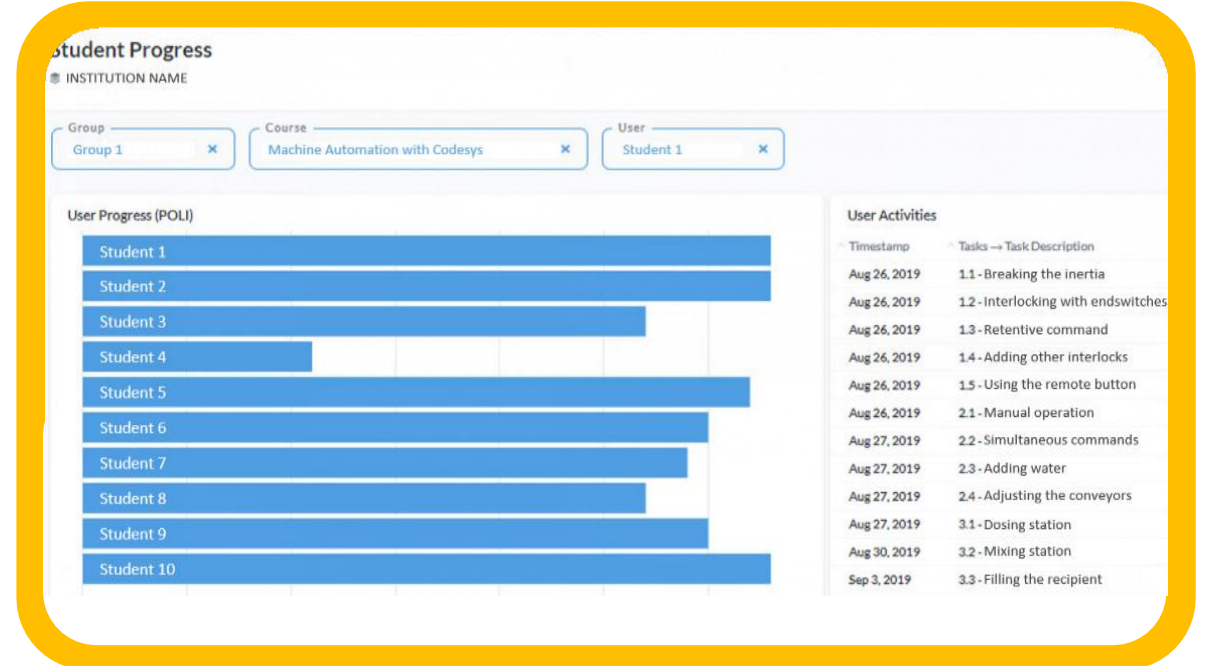 Student Progress
INSTITUTION NAME
Group
Group 1 ×
Course
Machine Automation with Codesys ×
User
Student 1 ×
User Progress (POLI)
Student 1
Student 2
Student 3
Student 4
Student 5
Student 6
Student 7
Student 8
Student 9
Student 10
User Activities
Timestamp Tasks → Task Description
Aug 26, 2019 1.1 - Breaking the inertia
Aug 26, 2019 1.2 - Interlocking with endswitches
Aug 26, 2019 1.3 - Retentive command
Aug 26, 2019 1.4 - Adding other interlocks
Aug 26, 2019 1.5 - Using the remote button
Aug 26, 2019 2.1 - Manual operation
Aug 27, 2019 2.2 - Simultaneous commands
Aug 27, 2019 2.3 - Adding water
Aug 27, 2019 2.4 - Adjusting the conveyors
Aug 27, 2019 3.1 - Dosing station
Aug 30, 2019 3.2 - Mixing station
Sep 3, 2019 3.3 - Filling the recipient